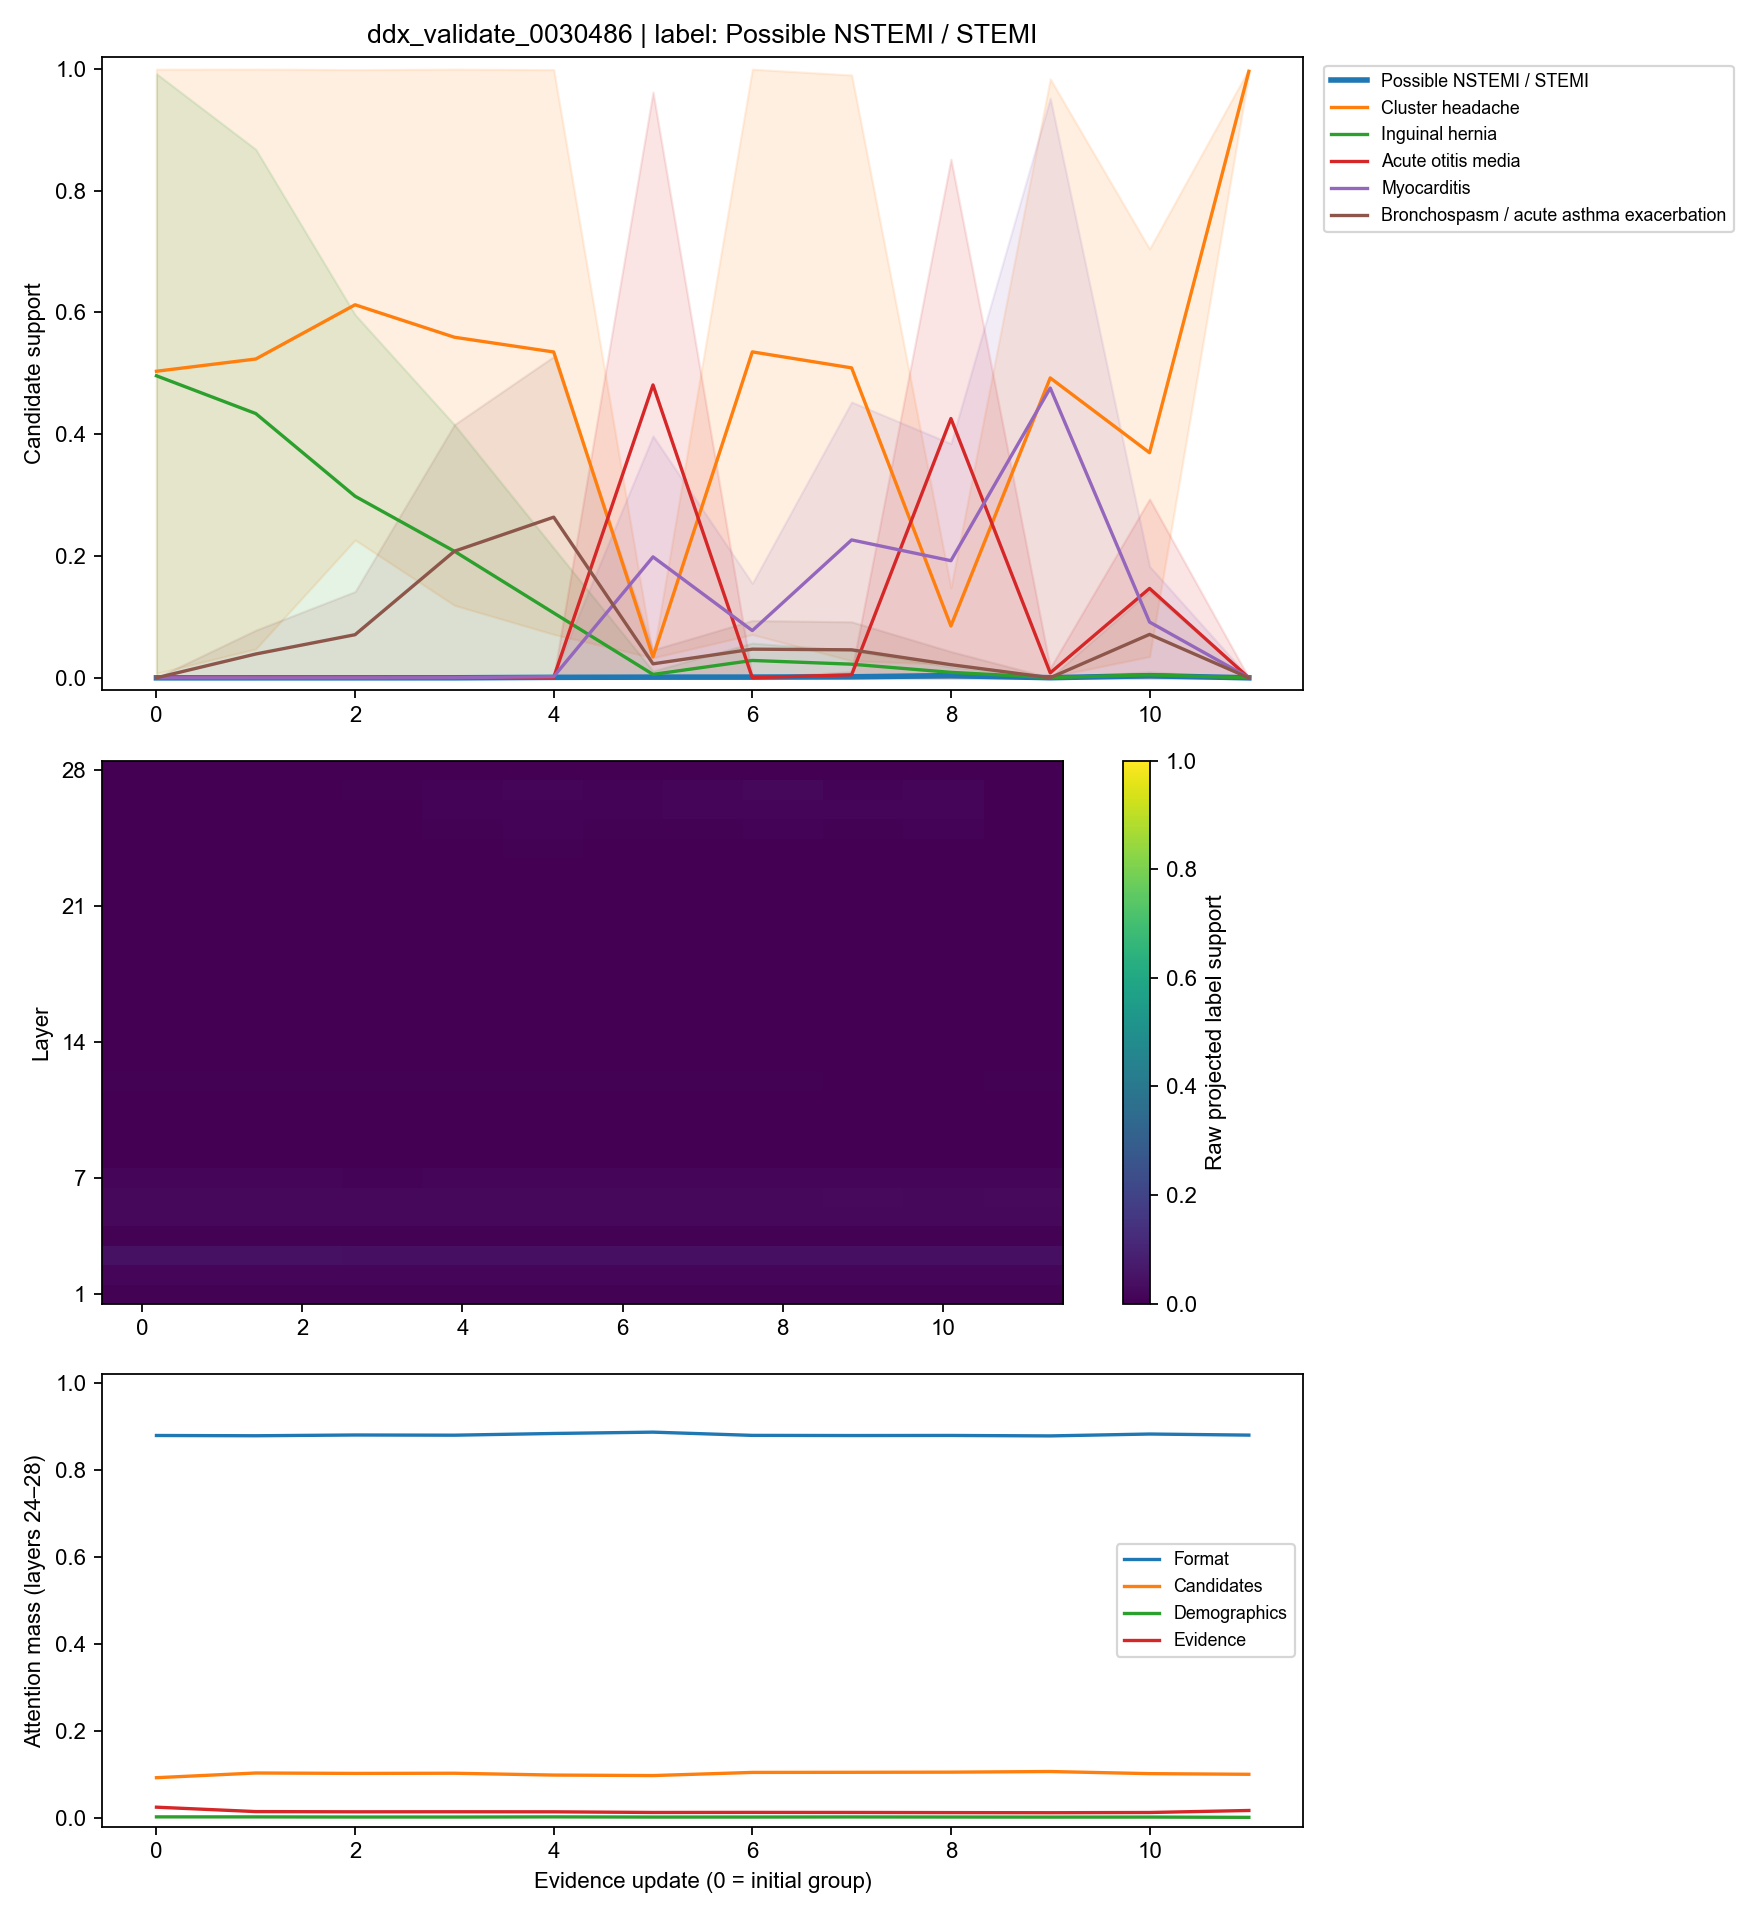 ddx_validate_0030486 | label: Possible NSTEMI / STEMI
Candidate support
1.0
0.8
0.6
0.4
0.2
0.0
0 2 4 6 8 10
Possible NSTEMI / STEMI
Cluster headache
Inguinal hernia
Acute otitis media
Myocarditis
Bronchospasm / acute asthma exacerbation
Layer
28
21
14
7
1
0 2 4 6 8 10
1.0
0.8
0.6
0.4
0.2
0.0
Raw projected label support
Attention mass (layers 24–28)
1.0
0.8
0.6
0.4
0.2
0.0
Format
Candidates
Demographics
Evidence
0 2 4 6 8 10
Evidence update (0 = initial group)